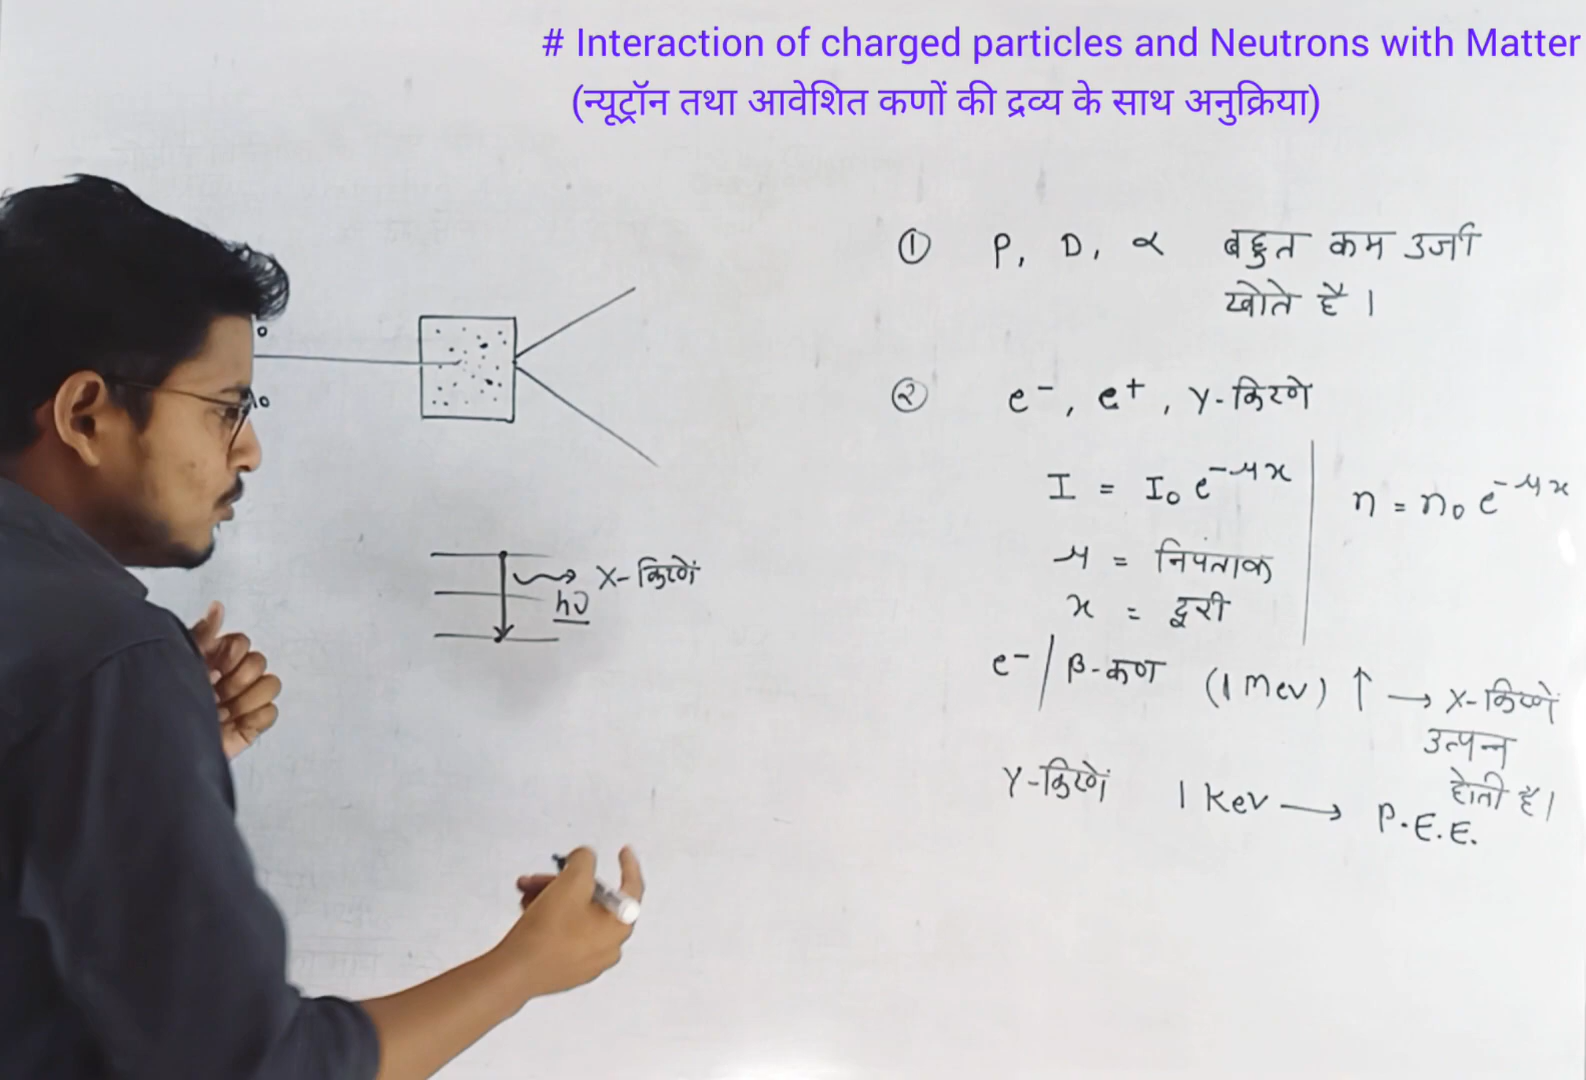 # Interaction of charged particles and Neutrons with Matter
(न्यूट्रॉन तथा आवेशित कणों की द्रव्य के साथ अनुक्रिया)
① P, D, α बहुत कम उर्जा
खोते है।
② e⁻, e⁺, γ-किरणे
I = I₀ e^{-μx}
n = n₀ e^{-μx}
μ = नियंताक
x = दूरी
e⁻/β-कण (1 Mev) ↑ → X-किरणे
उत्पन्न
होती है।
γ-किरणें 1 Kev → P.E.E.
X-किरणें
hν